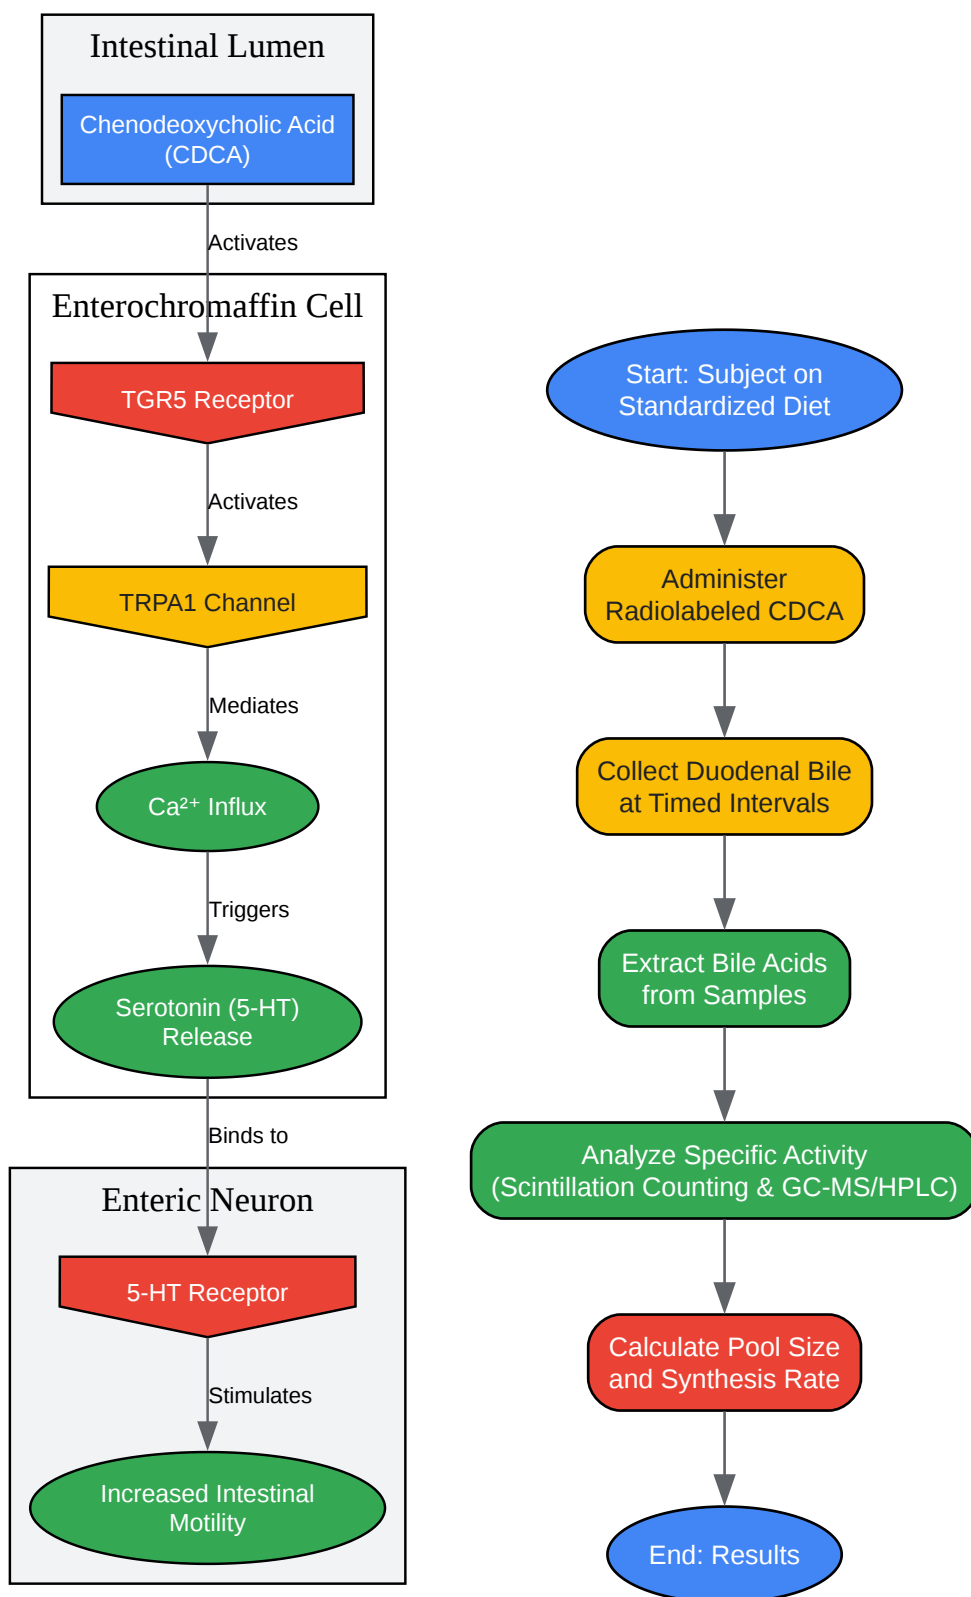 Intestinal Lumen
Chenodeoxycholic Acid
(CDCA)
Activates
Enterochromaffin Cell
TGR5 Receptor
Activates
TRPA1 Channel
Mediates
Ca²⁺ Influx
Triggers
Serotonin (5-HT)
Release
Binds to
Enteric Neuron
5-HT Receptor
Stimulates
Increased Intestinal
Motility
Start: Subject on
Standardized Diet
Administer
Radiolabeled CDCA
Collect Duodenal Bile
at Timed Intervals
Extract Bile Acids
from Samples
Analyze Specific Activity
(Scintillation Counting & GC-MS/HPLC)
Calculate Pool Size
and Synthesis Rate
End: Results